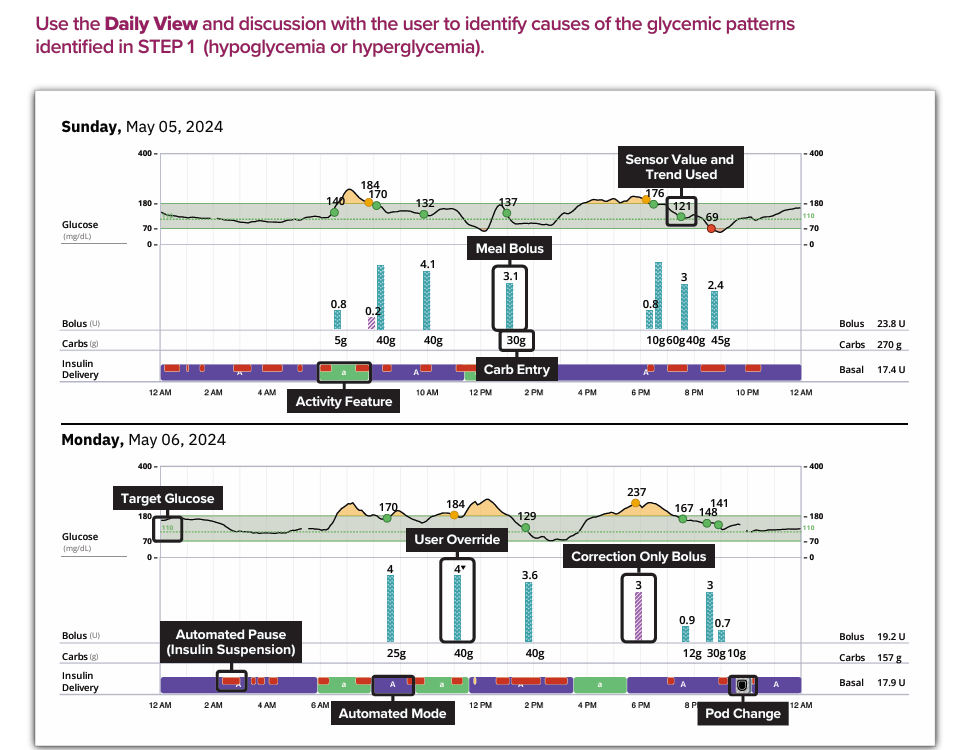 Use the Daily View and discussion with the user to identify causes of the glycemic patterns
identified in STEP 1 (hypoglycemia or hyperglycemia).
Sunday, May 05, 2024
400
400
Sensor Value and
Trend Used
184
176
140
170
180
132
137
121
180
110
69
110
Glucose
70
70
(mg/dL)
0
0
Meal Bolus
4.1
3.1
3
2.4
0.8
0.2
0.8
Bolus (U)
Bolus 23.8 U
Carbs (g)
5g 40g 40g 30g 10g 60g 40g 45g
Carbs 270 g
Insulin
Delivery
A a A A
Carb Entry
Basal 17.4 U
12 AM 2 AM 4 AM 10 AM 12 PM 2 PM 4 PM 6 PM 8 PM 10 PM 12 AM
Activity Feature
Monday, May 06, 2024
400
400
Target Glucose
237
184
170
167
141
148
129
180
180
110
110
Glucose
70
70
(mg/dL)
0
0
User Override
Correction Only Bolus
4
4▾
3.6
3
3
0.9
0.7
Automated Pause
(Insulin Suspension)
Bolus (U)
Bolus 19.2 U
Carbs (g)
25g 40g 40g 12g 30g 10g
Carbs 157 g
Insulin
Delivery
A a A a A a A A
Basal 17.9 U
12 AM 2 AM 4 AM 6 AM 12 PM 2 PM 4 PM 6 PM 8 P 12 AM
Automated Mode
Pod Change